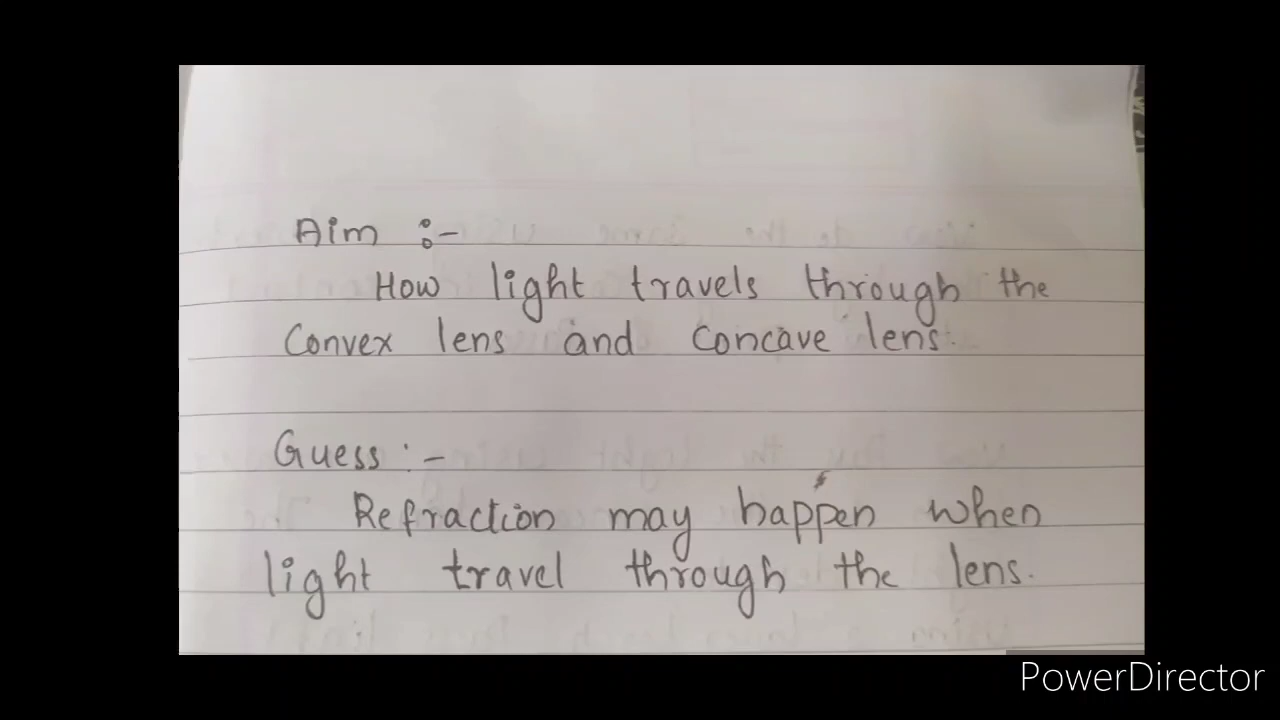 Aim :-
How light travels through the
Convex lens and concave lens.
Guess :-
Refraction may happen when
light travel through the lens.
PowerDirector